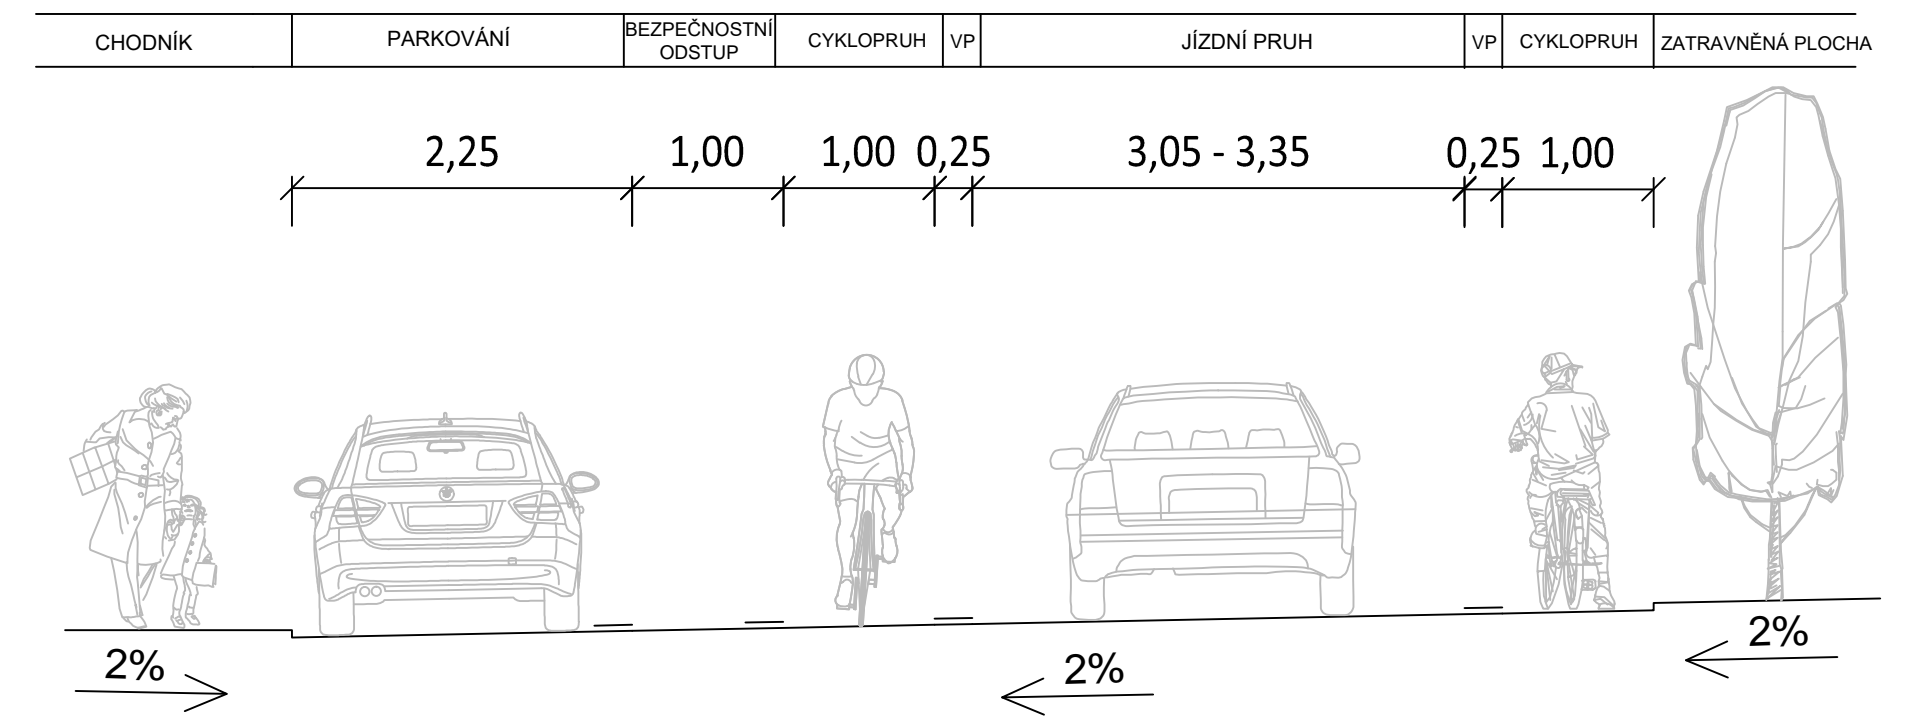 CHODNÍK
PARKOVÁNÍ
BEZPEČNOSTNÍ
ODSTUP
CYKLOPRUH
VP
JÍZDNÍ PRUH
VP
CYKLOPRUH
ZATRAVNĚNÁ PLOCHA
2,25
1,00
1,00
0,25
3,05 - 3,35
0,25
1,00
2%
2%
2%